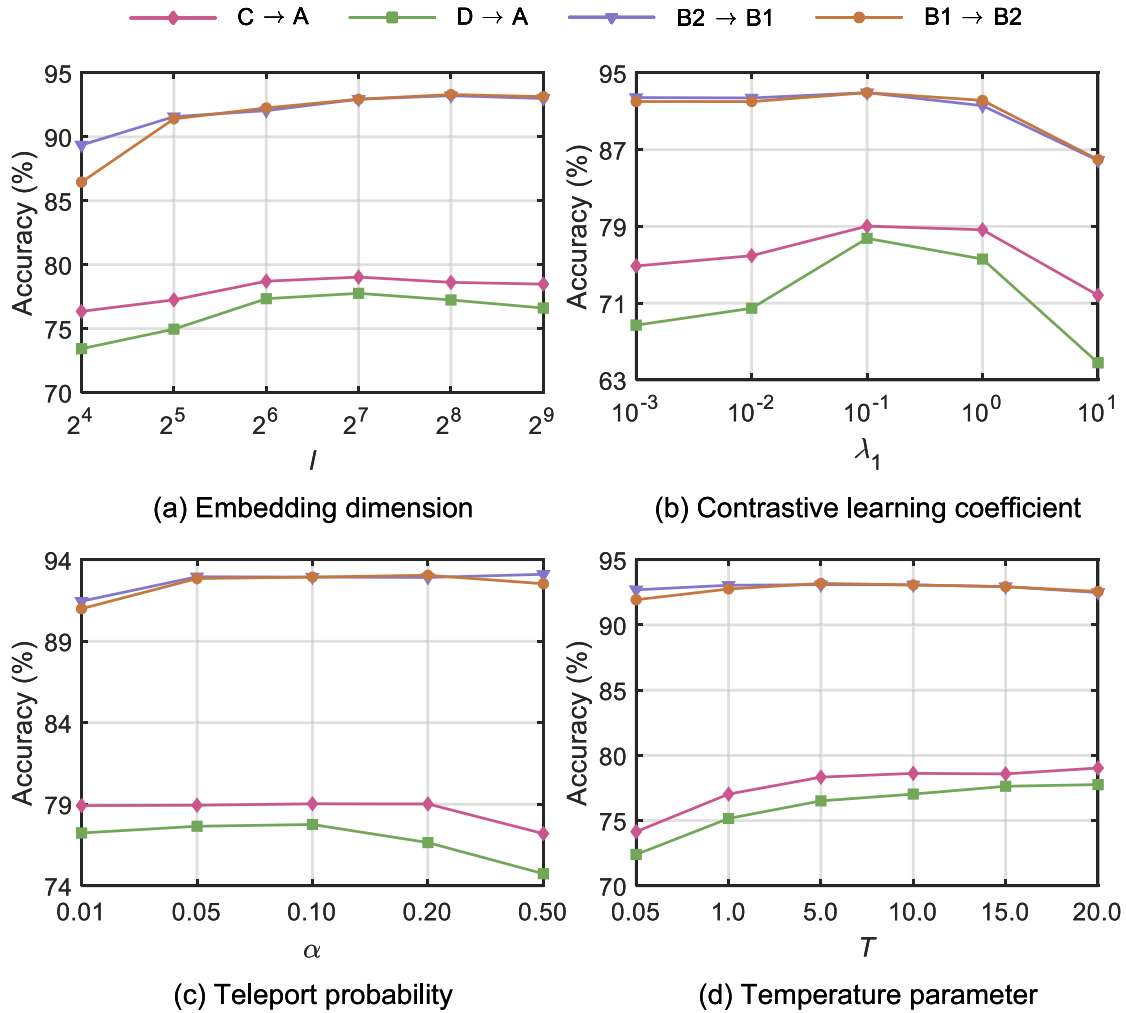 C → A D → A B2 → B1 B1 → B2
95
90
85
80
75
70
Accuracy (%)
2^4 2^5 2^6 2^7 2^8 2^9
l
(a) Embedding dimension
95
87
79
71
63
Accuracy (%)
10^-3 10^-2 10^-1 10^0 10^1
λ_1
(b) Contrastive learning coefficient
94
89
84
79
74
Accuracy (%)
0.01 0.05 0.10 0.20 0.50
α
(c) Teleport probability
95
90
85
80
75
70
Accuracy (%)
0.05 1.0 5.0 10.0 15.0 20.0
T
(d) Temperature parameter